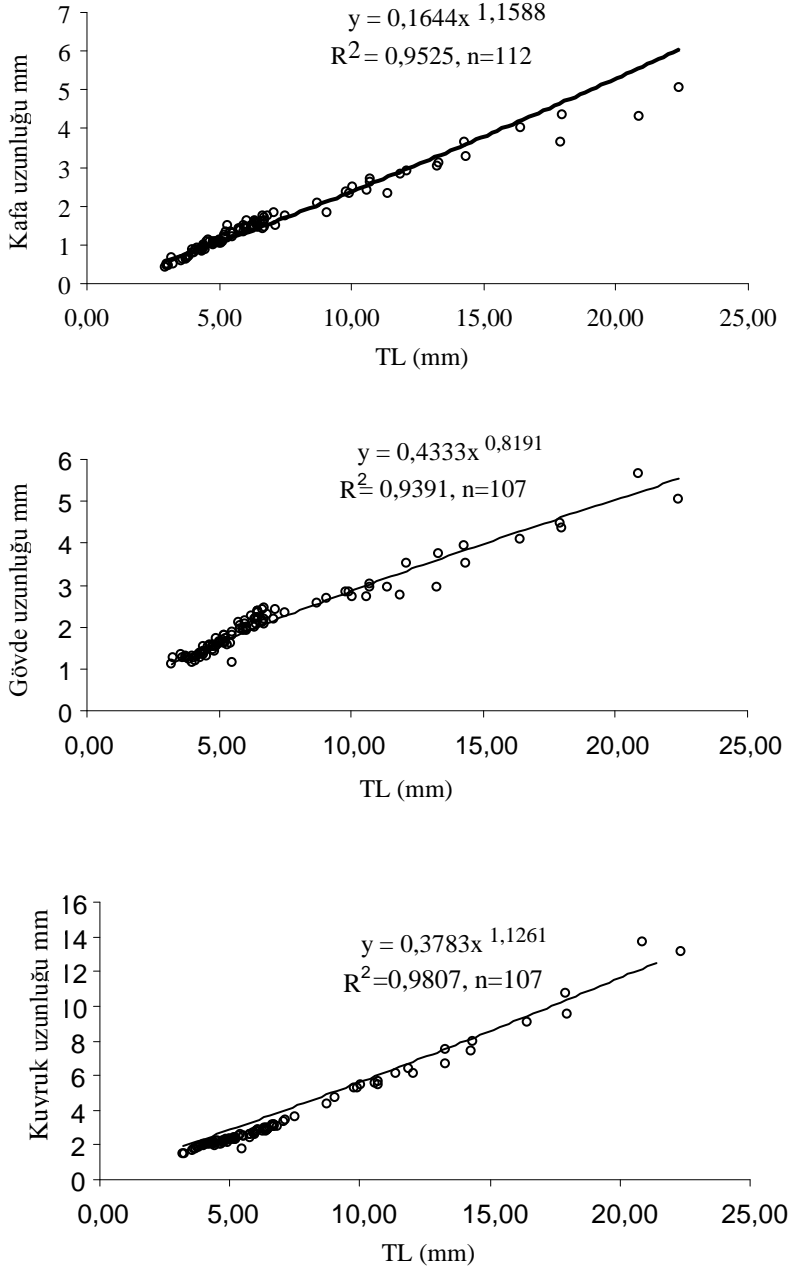 y = 0,1644x 1,1588
R2 = 0,9525, n=112
Kafa uzunluğu mm
7
6
5
4
3
2
1
0
0,00 5,00 10,00 15,00 20,00 25,00
TL (mm)
y = 0,4333x 0,8191
R2= 0,9391, n=107
Gövde uzunluğu mm
6
5
4
3
2
1
0
0,00 5,00 10,00 15,00 20,00 25,00
TL (mm)
y = 0,3783x 1,1261
R2=0,9807, n=107
Kuyruk uzunluğu mm
16
14
12
10
8
6
4
2
0
0,00 5,00 10,00 15,00 20,00 25,00
TL (mm)